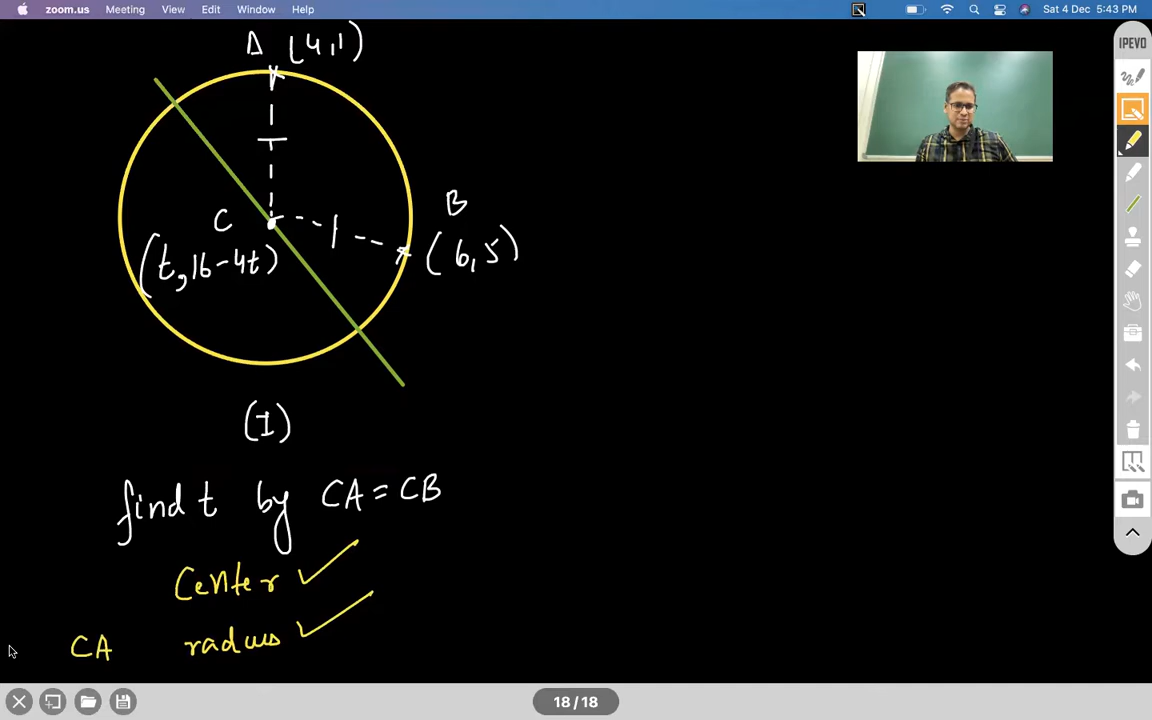 zoom.us Meeting View Edit Window Help Sat 4 Dec 5:43 PM
IPEVO
A (4,1)
B
C
(6,5)
(t, 16-4t)
(I)
find t by CA = CB
Center ✓
CA radius ✓
18 / 18